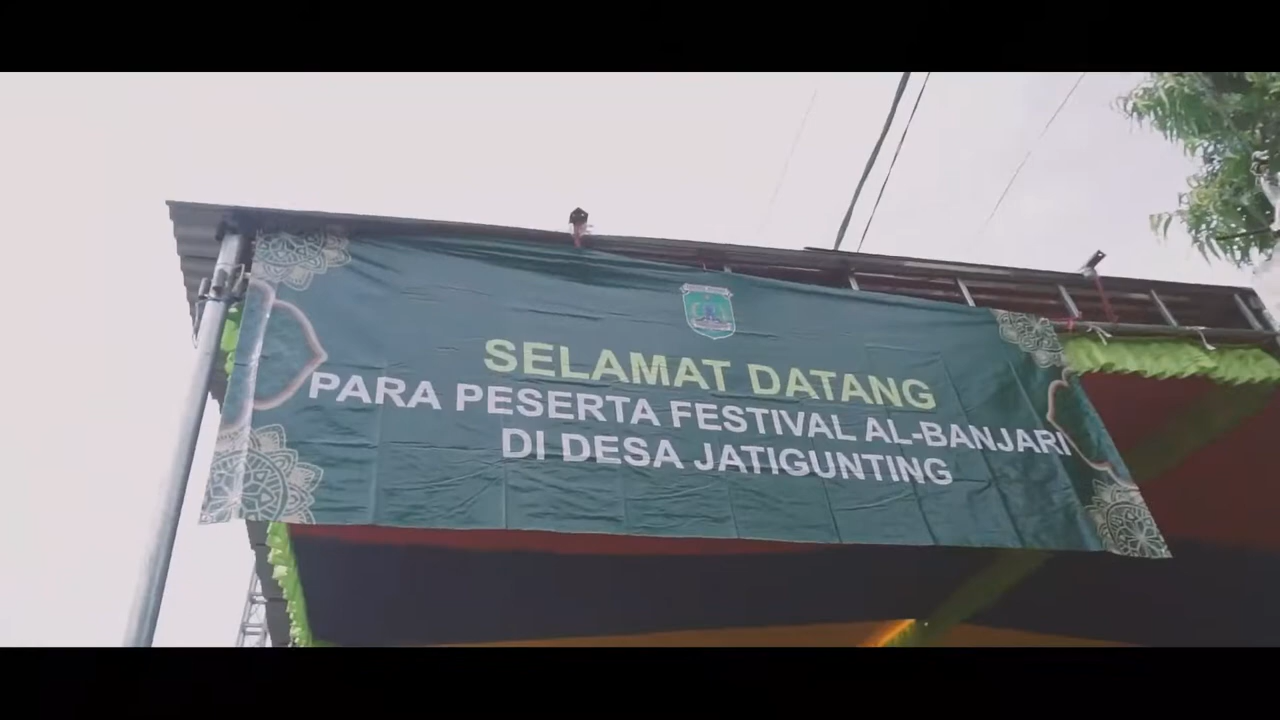 SELAMAT DATANG
PARA PESERTA FESTIVAL AL-BANJARI
DI DESA JATIGUNTING